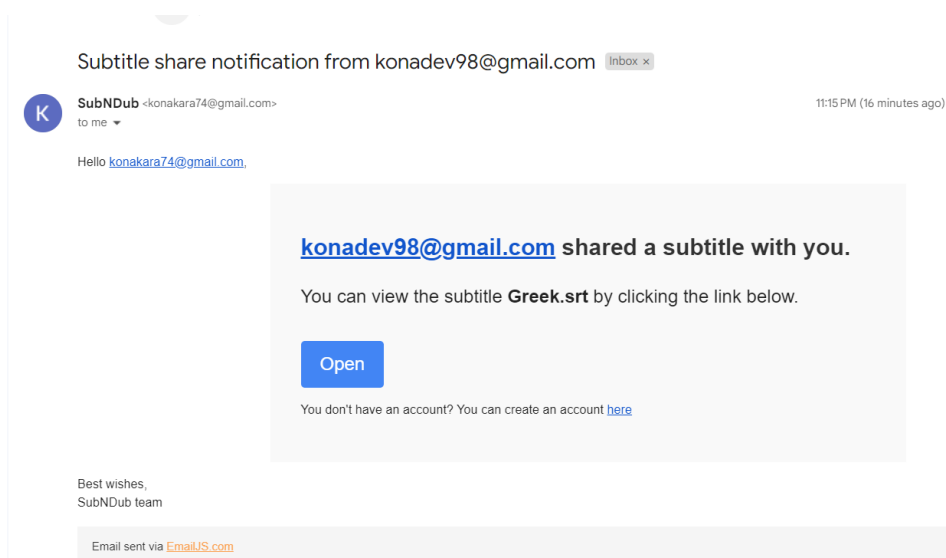 Subtitle share notification from konadev98@gmail.com Inbox ×
K
SubNDub <konakara74@gmail.com>
11:15 PM (16 minutes ago)
to me
Hello konakara74@gmail.com,
konadev98@gmail.com shared a subtitle with you.
You can view the subtitle Greek.srt by clicking the link below.
Open
You don't have an account? You can create an account here
Best wishes,
SubNDub team
Email sent via EmailJS.com